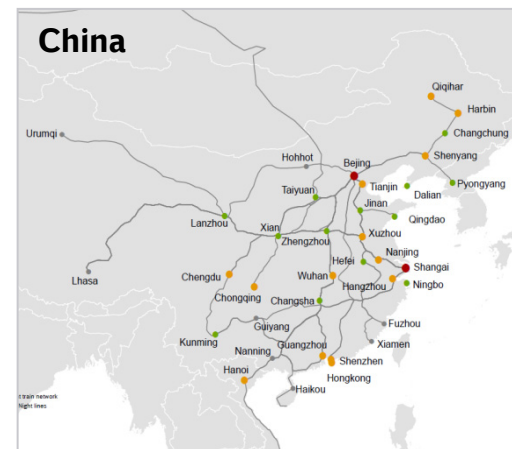 China
Qiqihar
Harbin
Urumqi
Changchung
Hohhot
Bejing
Shenyang
Taiyuan
Tianjin
Dalian
Pyongyang
Jinan
Lanzhou
Xian
Qingdao
Zhengzhou
Xuzhou
Nanjing
Hefei
Shangai
Lhasa
Chengdu
Wuhan
Hangzhou
Ningbo
Chongqing
Changsha
Guiyang
Fuzhou
Kunming
Nanning
Guangzhou
Xiamen
Shenzhen
Hanoi
Hongkong
Haikou
t train network
Night lines